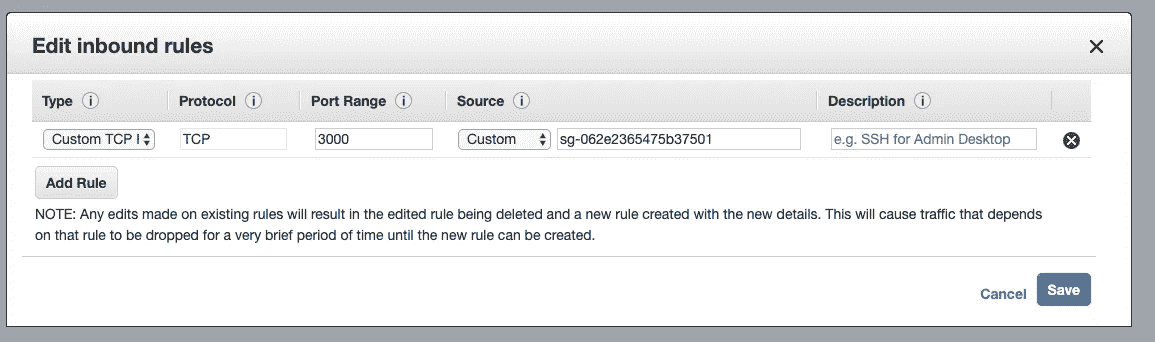 Edit inbound rules
Type Protocol Port Range Source Description
Custom TCP I TCP 3000 Custom sg-062e2365475b37501 e.g. SSH for Admin Desktop
Add Rule
NOTE: Any edits made on existing rules will result in the edited rule being deleted and a new rule created with the new details. This will cause traffic that depends
on that rule to be dropped for a very brief period of time until the new rule can be created.
Cancel Save